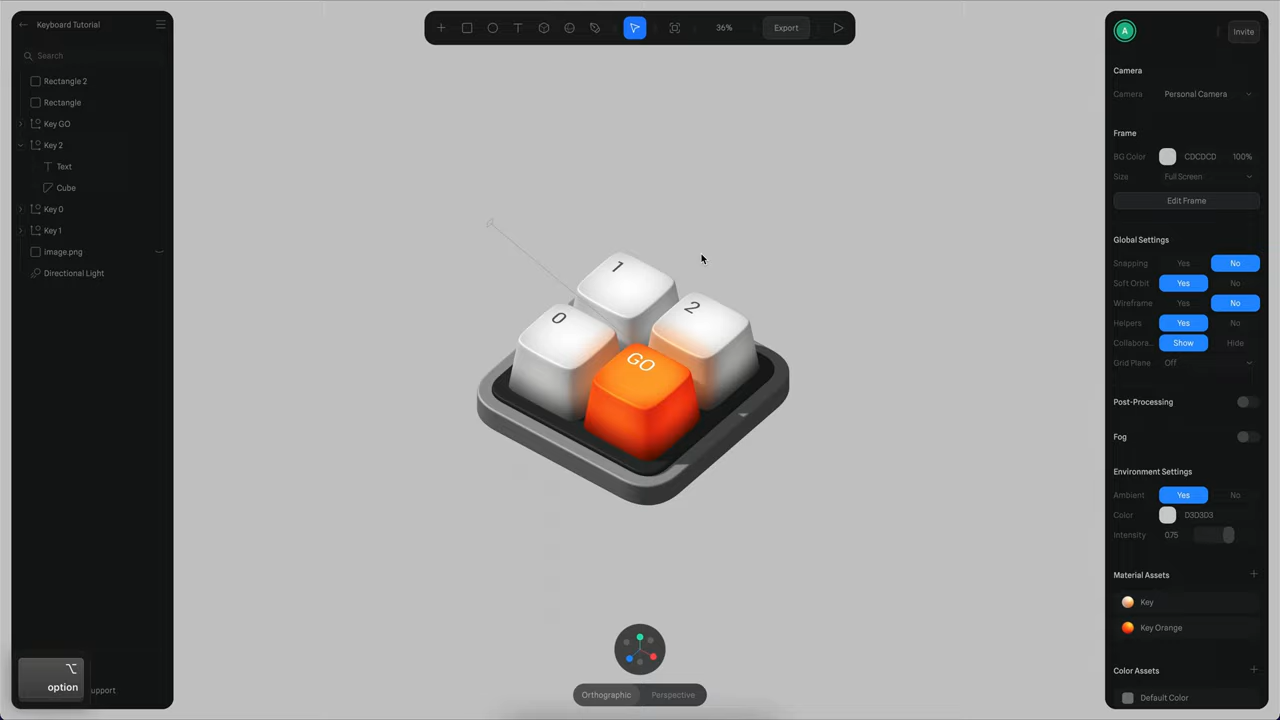 Keyboard Tutorial
Search
Rectangle 2
Rectangle
Key GO
Key 2
Text
Cube
Key 0
Key 1
image.png
Directional Light
option
upport
T
36%
Export
1
0
2
GO
Orthographic
Perspective
A
Invite
Camera
Camera Personal Camera
Frame
BG Color CDCDCD 100%
Size Full Screen
Edit Frame
Global Settings
Snapping Yes No
Soft Orbit Yes No
Wireframe Yes No
Helpers Yes No
Collabora... Show Hide
Grid Plane Off
Post-Processing
Fog
Environment Settings
Ambient Yes No
Color D3D3D3
Intensity 0.75
Material Assets
Key
Key Orange
Color Assets
Default Color